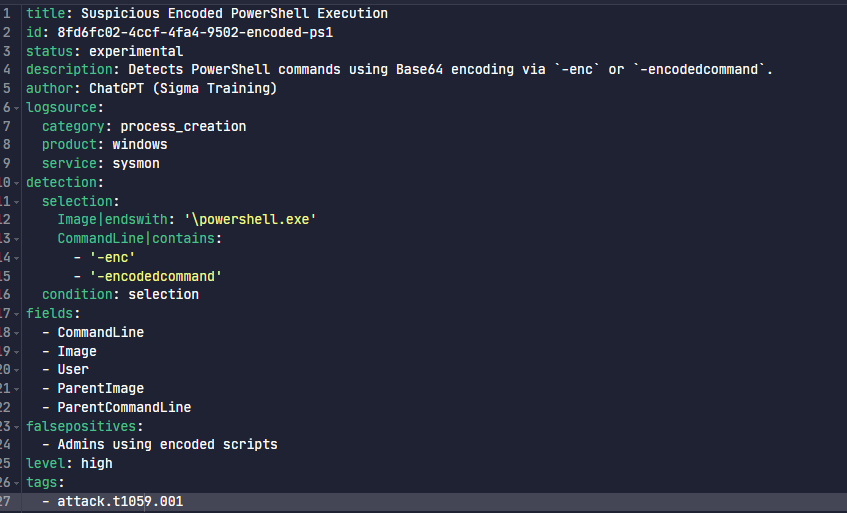 1 title: Suspicious Encoded PowerShell Execution
2 id: 8fd6fc02-4ccf-4fa4-9502-encoded-ps1
3 status: experimental
4 description: Detects PowerShell commands using Base64 encoding via `-enc` or `-encodedcommand`.
5 author: ChatGPT (Sigma Training)
6 logsource:
7   category: process_creation
8   product: windows
9   service: sysmon
10 detection:
11   selection:
12     Image|endswith: '\powershell.exe'
13     CommandLine|contains:
14       - '-enc'
15       - '-encodedcommand'
16   condition: selection
17 fields:
18   - CommandLine
19   - Image
20   - User
21   - ParentImage
22   - ParentCommandLine
23 falsepositives:
24   - Admins using encoded scripts
25 level: high
26 tags:
27   - attack.t1059.001